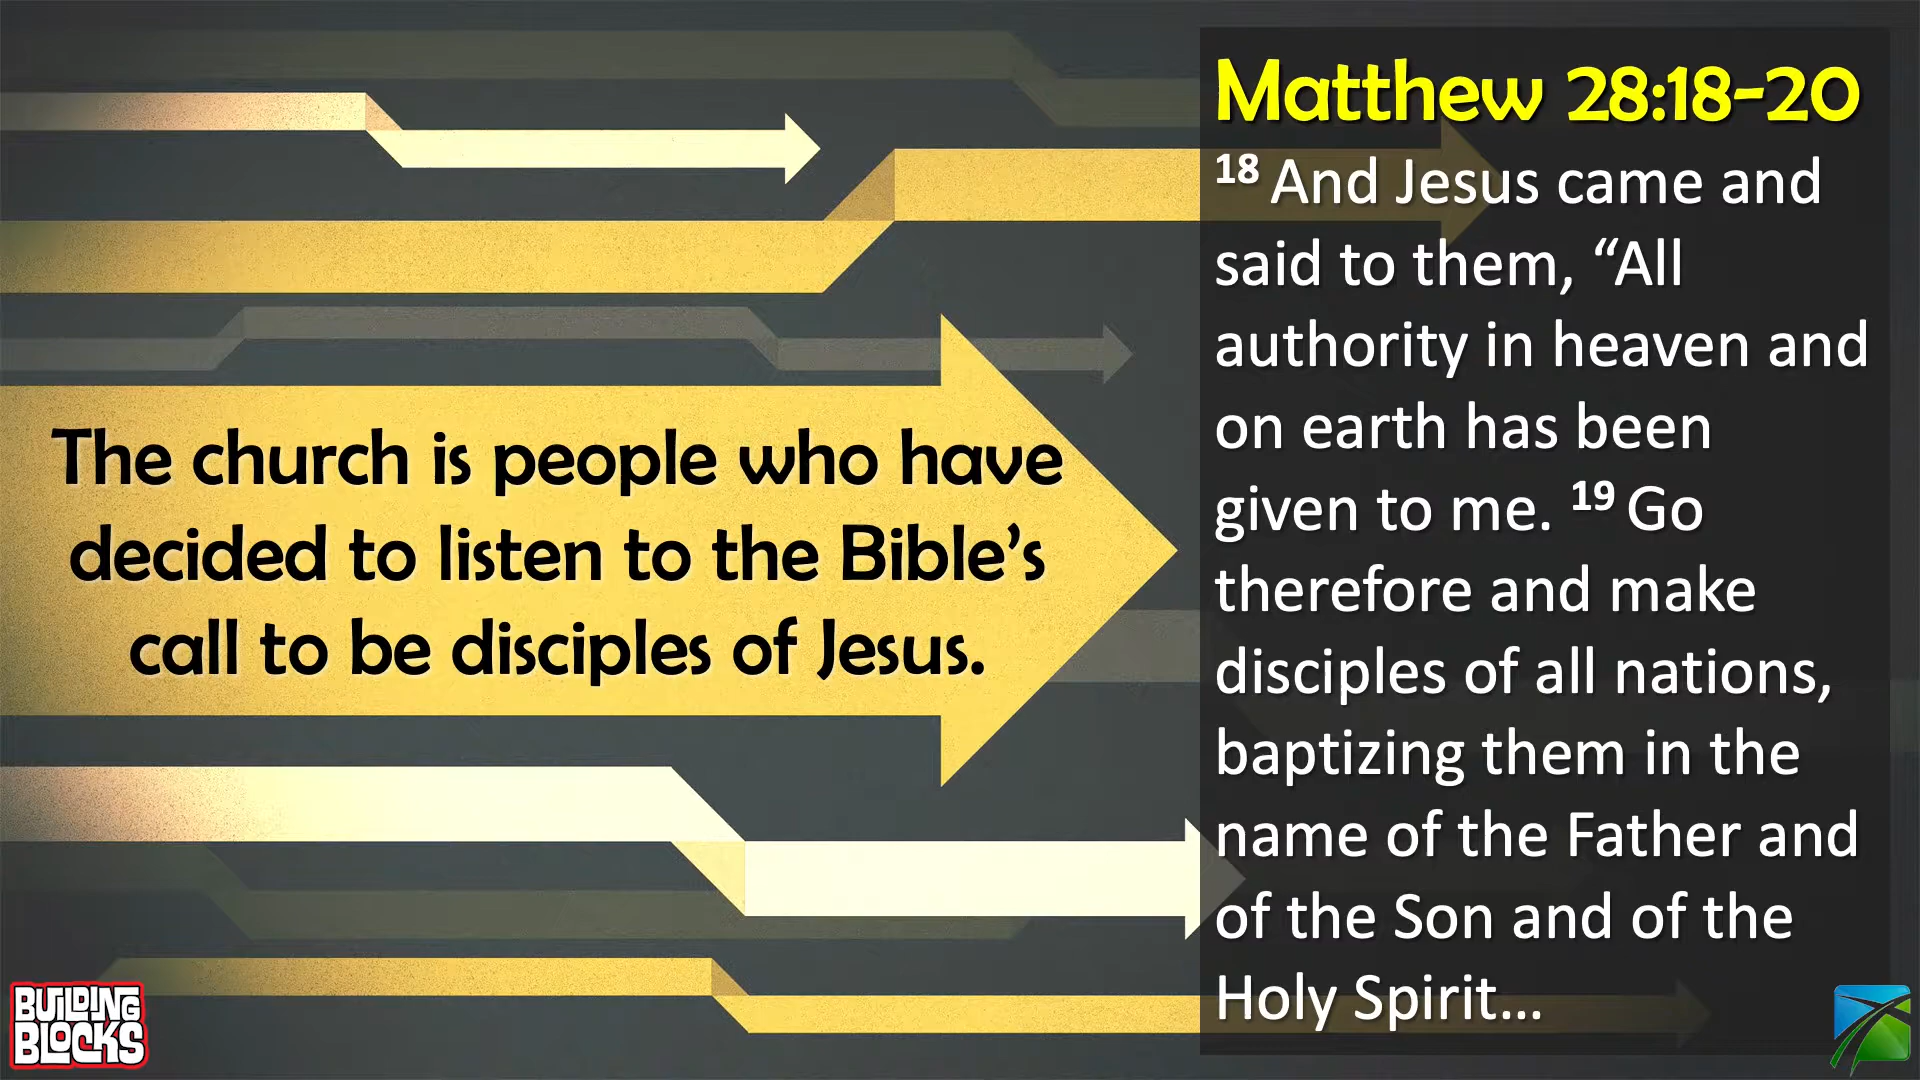 The church is people who have
decided to listen to the Bible’s
call to be disciples of Jesus.
Matthew 28:18-20
18 And Jesus came and
said to them, “All
authority in heaven and
on earth has been
given to me. 19 Go
therefore and make
disciples of all nations,
baptizing them in the
name of the Father and
of the Son and of the
Holy Spirit…
BUILDING
BLOCKS